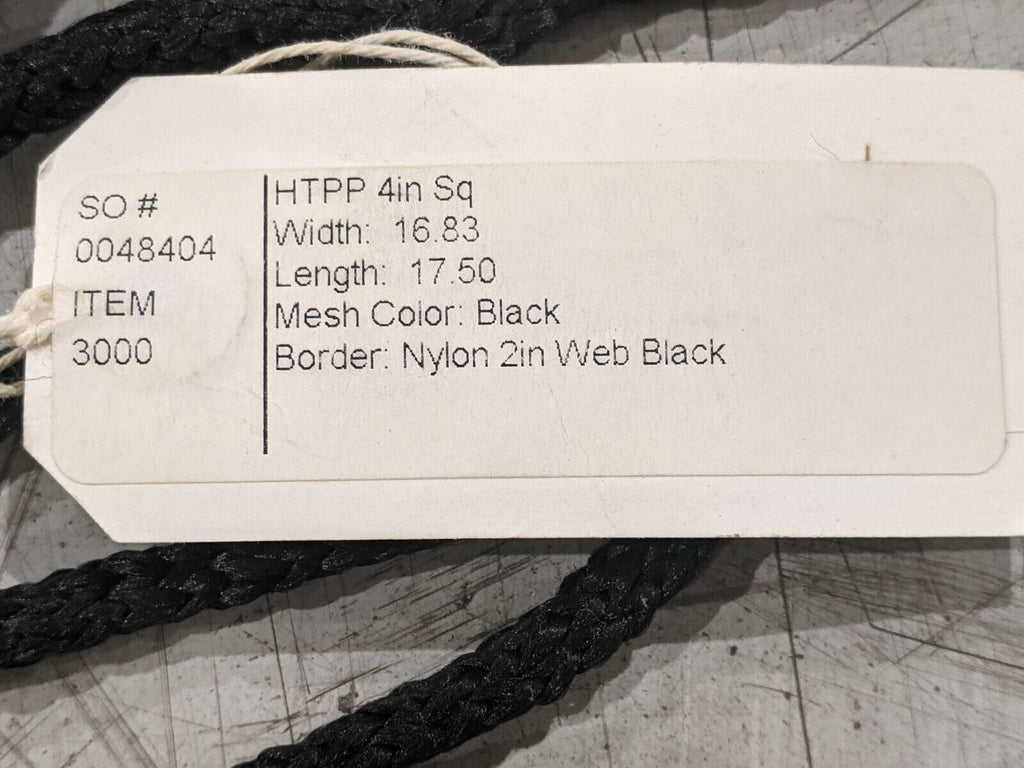 SO #
0048404
ITEM
3000
HTPP 4in Sq
Width: 16.83
Length: 17.50
Mesh Color: Black
Border: Nylon 2in Web Black